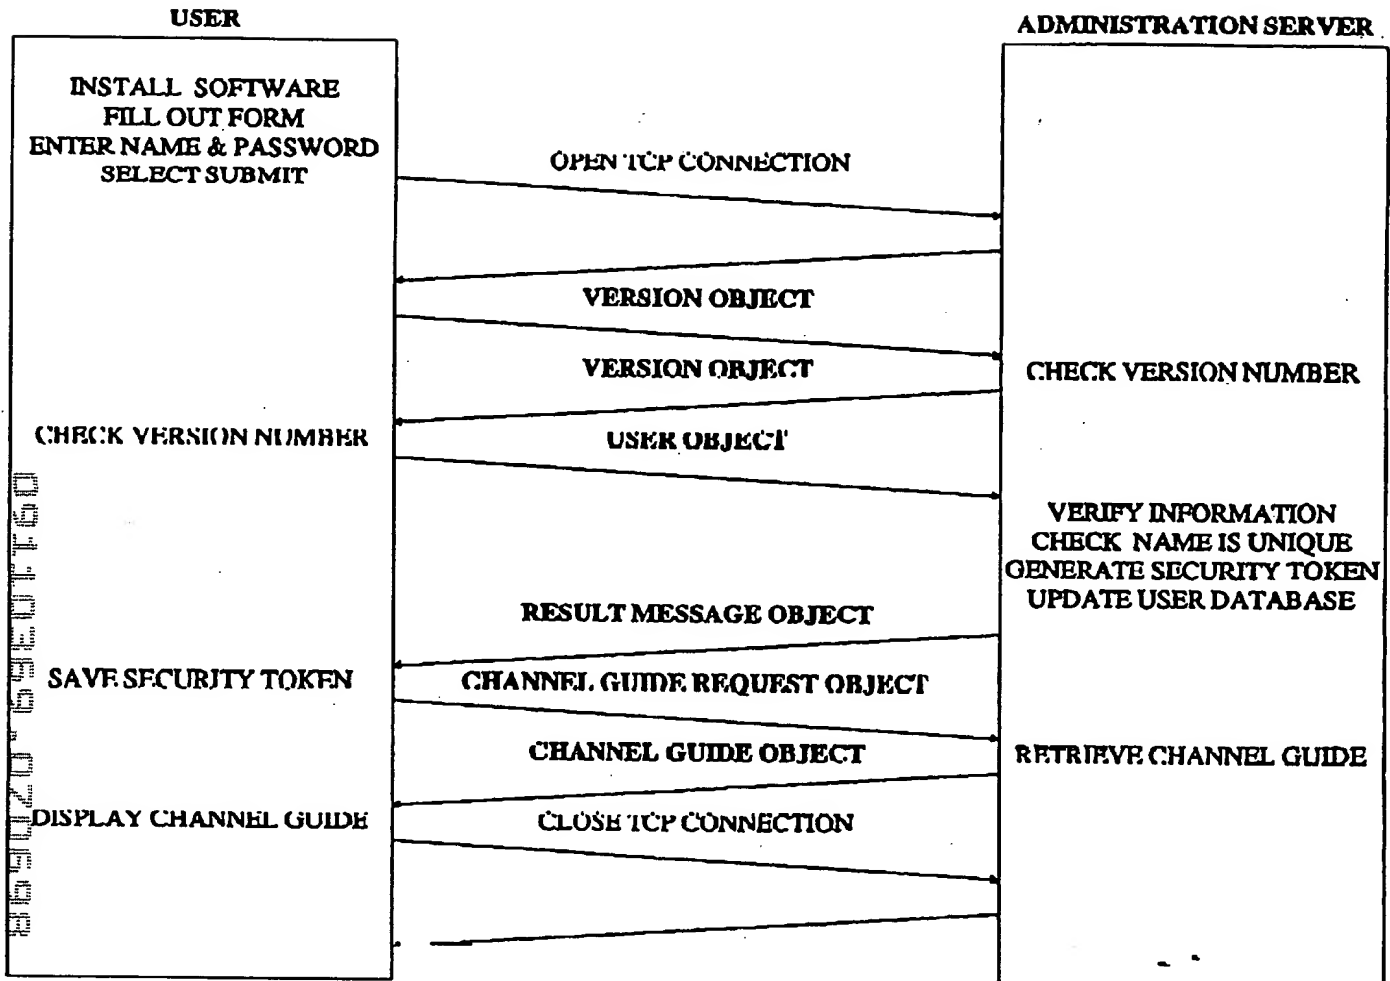 USER
ADMINISTRATION SERVER
INSTALL SOFTWARE
FILL OUT FORM
ENTER NAME & PASSWORD
SELECT SUBMIT
OPEN TCP CONNECTION
VERSION OBJECT
VERSION OBJECT
CHECK VERSION NUMBER
CHECK VERSION NUMBER
USER OBJECT
VERIFY INFORMATION
CHECK NAME IS UNIQUE
GENERATE SECURITY TOKEN
UPDATE USER DATABASE
RESULT MESSAGE OBJECT
SAVE SECURITY TOKEN
CHANNEL GUIDE REQUEST OBJECT
CHANNEL GUIDE OBJECT
RETRIEVE CHANNEL GUIDE
DISPLAY CHANNEL GUIDE
CLOSE TCP CONNECTION